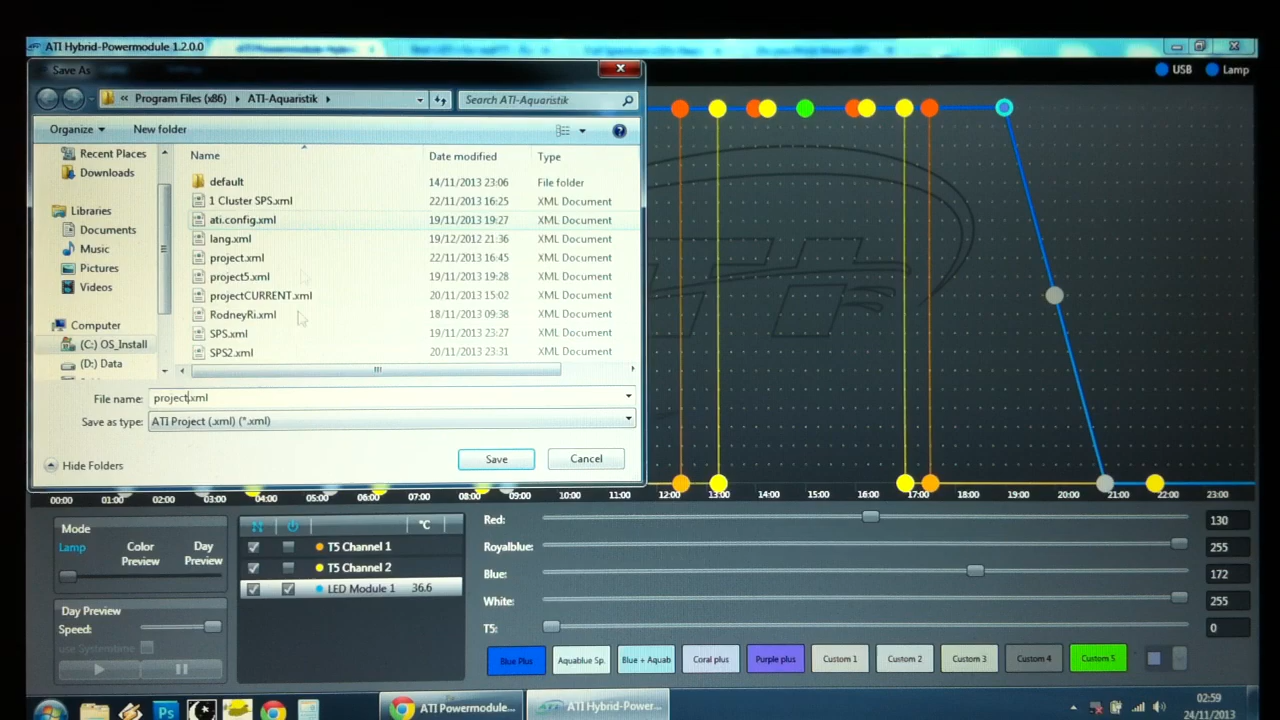 ATI Hybrid-Powermodule 1.2.0.0
Save As
USB Lamp
« Program Files (x86) ATI-Aquaristik
Search ATI-Aquaristik
Organize New folder
Recent Places
Downloads
Libraries
Documents
Music
Pictures
Videos
Computer
(C:) OS_Install
(D:) Data
Name Date modified Type
default 14/11/2013 23:06 File folder
1 Cluster SPS.xml 22/11/2013 16:25 XML Document
ati.config.xml 19/11/2013 19:27 XML Document
lang.xml 19/12/2012 21:36 XML Document
project.xml 22/11/2013 16:45 XML Document
project5.xml 19/11/2013 19:28 XML Document
projectCURRENT.xml 20/11/2013 15:02 XML Document
RodneyRi.xml 18/11/2013 09:38 XML Document
SPS.xml 19/11/2013 23:27 XML Document
SPS2.xml 20/11/2013 23:31 XML Document
File name: project.xml
Save as type: ATI Project (.xml) (*.xml)
Hide Folders
Save Cancel
00:00 01:00 02:00 03:00 04:00 05:00 06:00 07:00 08:00 09:00 10:00 11:00 12:00 13:00 14:00 15:00 16:00 17:00 18:00 19:00 20:00 21:00 22:00 23:00
Mode
Lamp Color Preview Day Preview
Day Preview
Speed:
use Systemtime
°C
T5 Channel 1
T5 Channel 2
LED Module 1 36.6
Red: 130
Royalblue: 255
Blue: 172
White: 255
T5: 0
Blue Plus Aquablue Sp. Blue + Aquab Coral plus Purple plus Custom 1 Custom 2 Custom 3 Custom 4 Custom 5
Ps
ATI Powermodule...
ATI Hybrid-Power...
02:59
24/11/2013